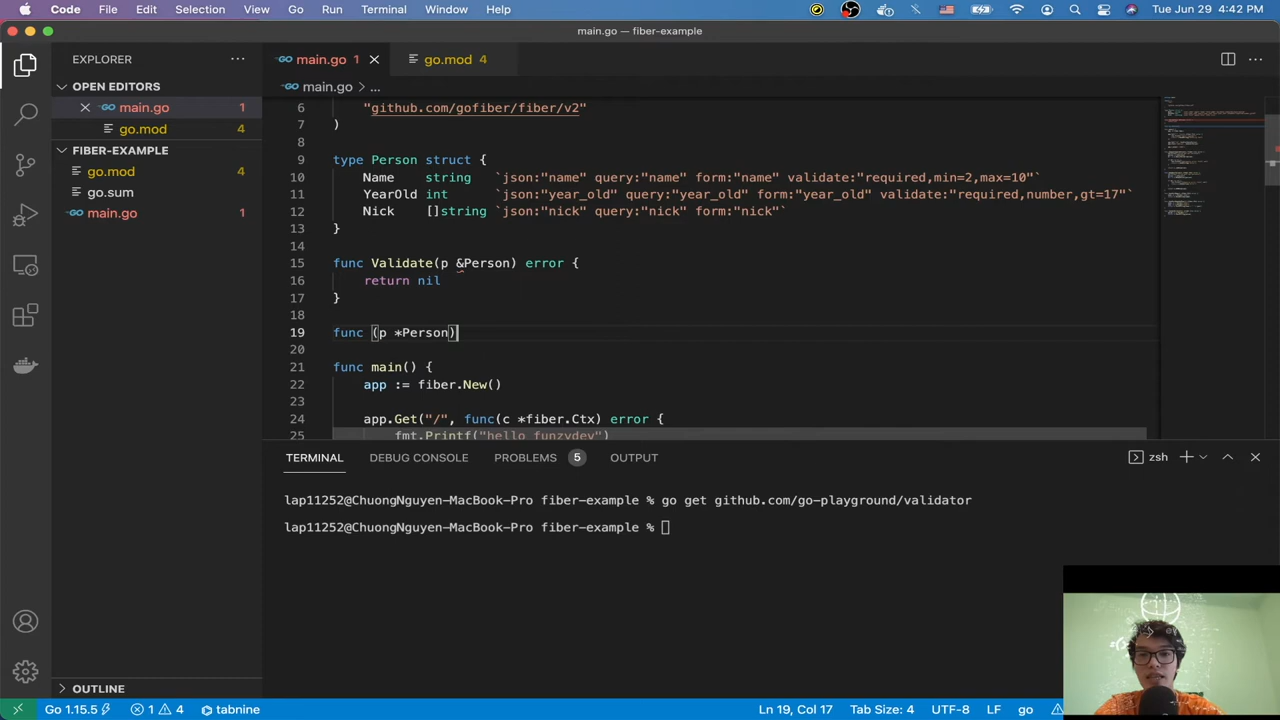 Code File Edit Selection View Go Run Terminal Window Help Tue Jun 29 4:42 PM
main.go — fiber-example
EXPLORER
OPEN EDITORS
main.go 1
go.mod 4
FIBER-EXAMPLE
go.mod 4
go.sum
main.go 1
OUTLINE
main.go 1
go.mod 4
main.go > ...
6 "github.com/gofiber/fiber/v2"
7 )
8
9 type Person struct {
10 Name string `json:"name" query:"name" form:"name" validate:"required,min=2,max=10"`
11 YearOld int `json:"year_old" query:"year_old" form:"year_old" validate:"required,number,gt=17"`
12 Nick []string `json:"nick" query:"nick" form:"nick"`
13 }
14
15 func Validate(p &Person) error {
16 return nil
17 }
18
19 func (p *Person)
20
21 func main() {
22 app := fiber.New()
23
24 app.Get("/", func(c *fiber.Ctx) error {
25 fmt.Printf("hello funzydev")
TERMINAL DEBUG CONSOLE PROBLEMS 5 OUTPUT zsh
lap11252@ChuongNguyen-MacBook-Pro fiber-example % go get github.com/go-playground/validator
lap11252@ChuongNguyen-MacBook-Pro fiber-example %
Go 1.15.5 1 4 tabnine Ln 19, Col 17 Tab Size: 4 UTF-8 LF go